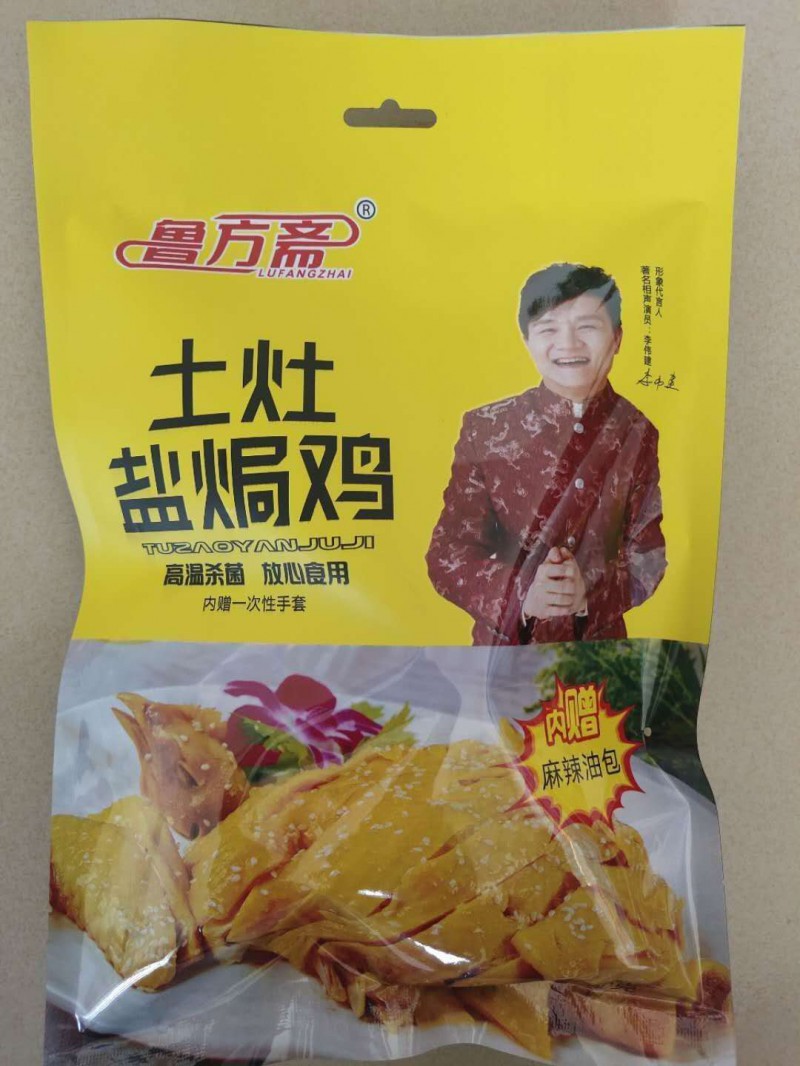 鲁方斋®
LUFANGZHAI
形象代言人
著名相声演员：李伟建
土灶
盐焗鸡
TUZAOYANJUJI
高温杀菌 放心食用
内赠一次性手套
内赠
麻辣油包